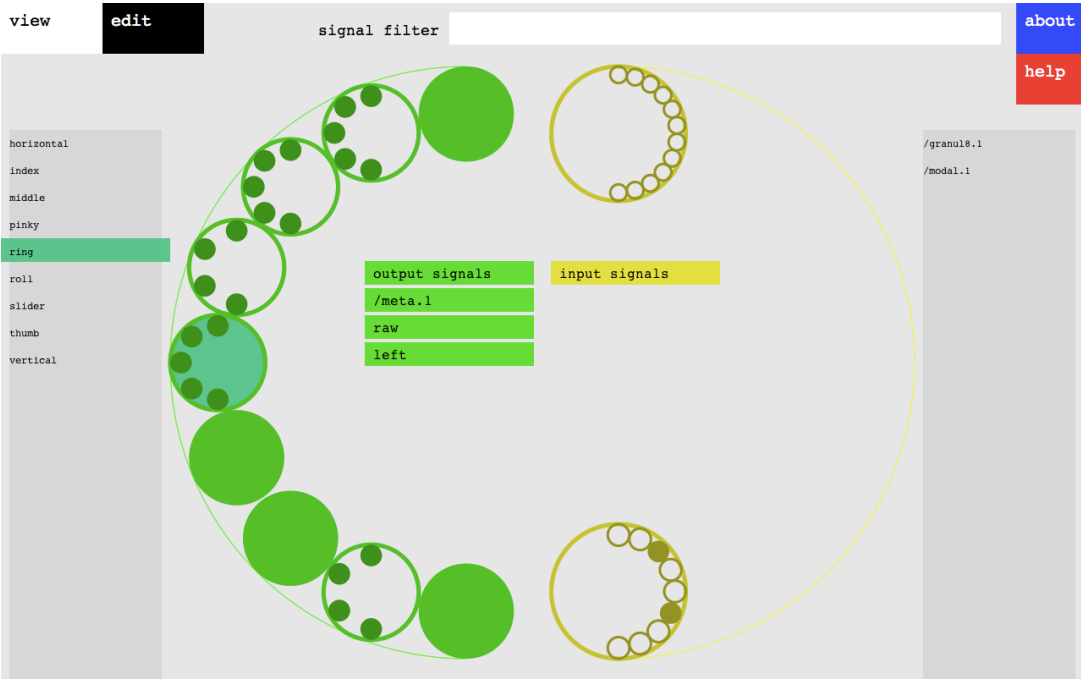 view
edit
signal filter
about
help
horizontal
index
middle
pinky
ring
roll
slider
thumb
vertical
output signals
/meta.1
raw
left
input signals
/granul8.1
/modal.1